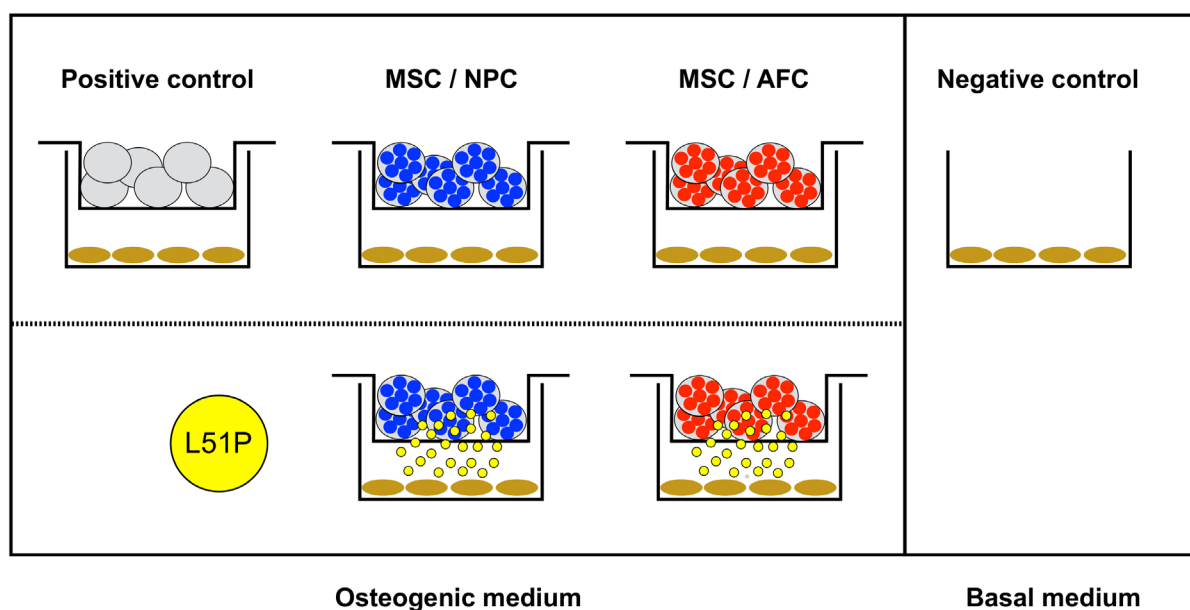 Positive control
MSC / NPC
MSC / AFC
Negative control
L51P
Osteogenic medium
Basal medium